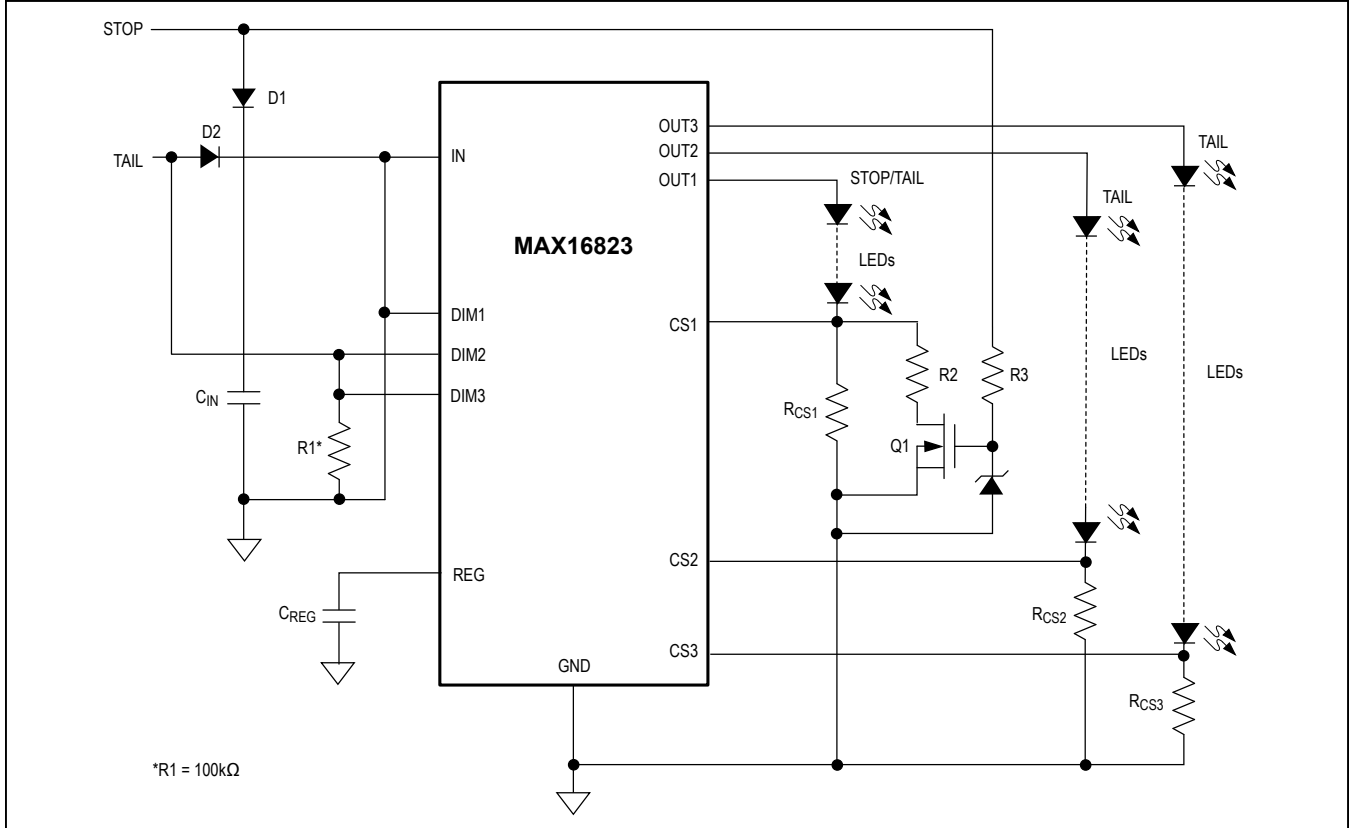 STOP
D1
D2
TAIL
IN
OUT3
OUT2
OUT1
TAIL
STOP/TAIL
TAIL
MAX16823
LEDs
DIM1
CS1
DIM2
LEDs
R2
R3
LEDs
DIM3
CIN
RCS1
R1*
Q1
CS2
REG
CREG
RCS2
CS3
GND
RCS3
*R1 = 100kΩ